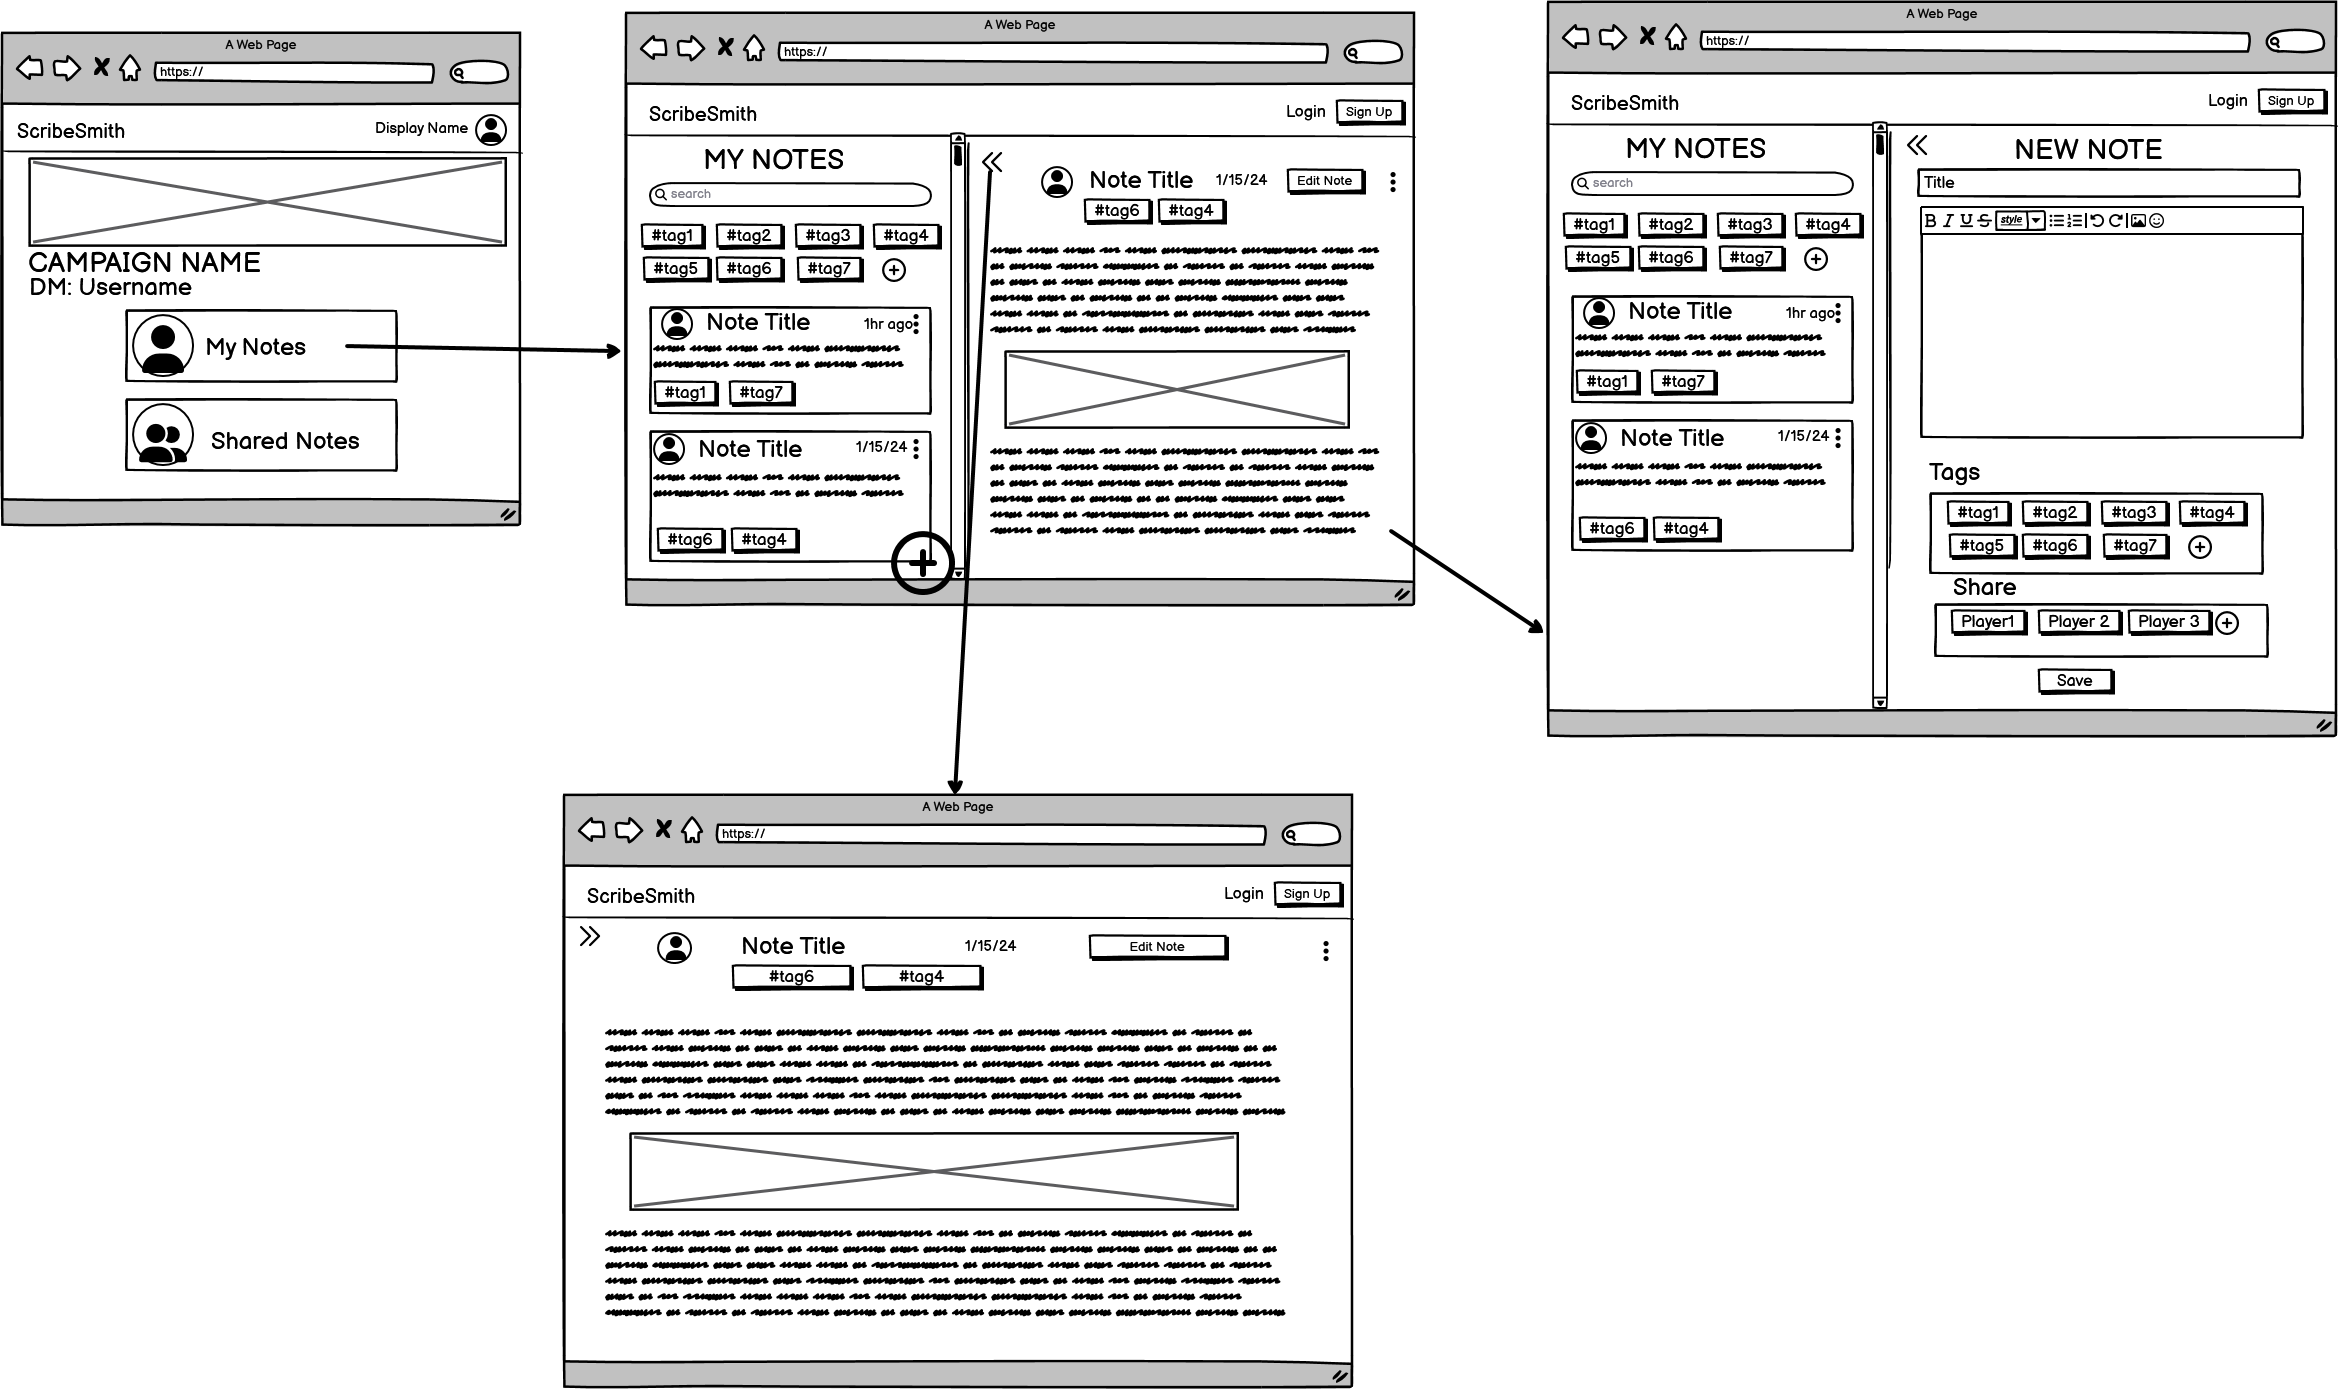 A Web Page
https://
ScribeSmith
Display Name
CAMPAIGN NAME
DM: Username
My Notes
Shared Notes
A Web Page
https://
ScribeSmith
Login Sign Up
MY NOTES
search
#tag1 #tag2 #tag3 #tag4
#tag5 #tag6 #tag7
Note Title 1hr ago
#tag1 #tag7
Note Title 1/15/24
#tag6 #tag4
Note Title 1/15/24 Edit Note
#tag6 #tag4
A Web Page
https://
ScribeSmith
Login Sign Up
MY NOTES
search
#tag1 #tag2 #tag3 #tag4
#tag5 #tag6 #tag7
Note Title 1hr ago
#tag1 #tag7
Note Title 1/15/24
#tag6 #tag4
NEW NOTE
Title
B I U S style
Tags
#tag1 #tag2 #tag3 #tag4
#tag5 #tag6 #tag7
Share
Player1 Player 2 Player 3
Save
A Web Page
https://
ScribeSmith
Login Sign Up
Note Title 1/15/24 Edit Note
#tag6 #tag4